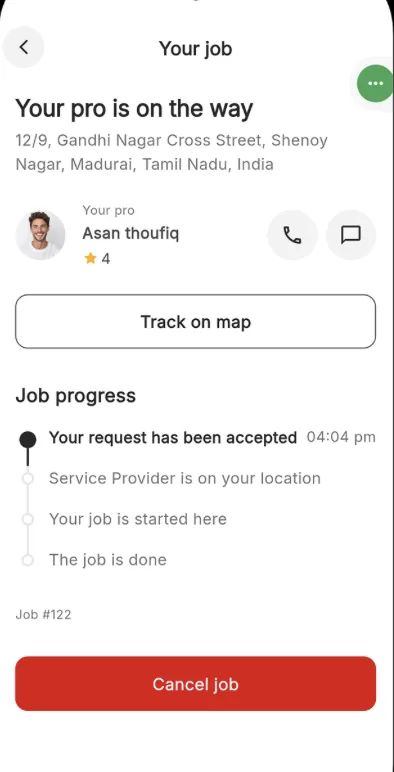 Your job
Your pro is on the way
12/9, Gandhi Nagar Cross Street, Shenoy
Nagar, Madurai, Tamil Nadu, India
Your pro
Asan thoufiq
4
Track on map
Job progress
Your request has been accepted 04:04 pm
Service Provider is on your location
Your job is started here
The job is done
Job #122
Cancel job